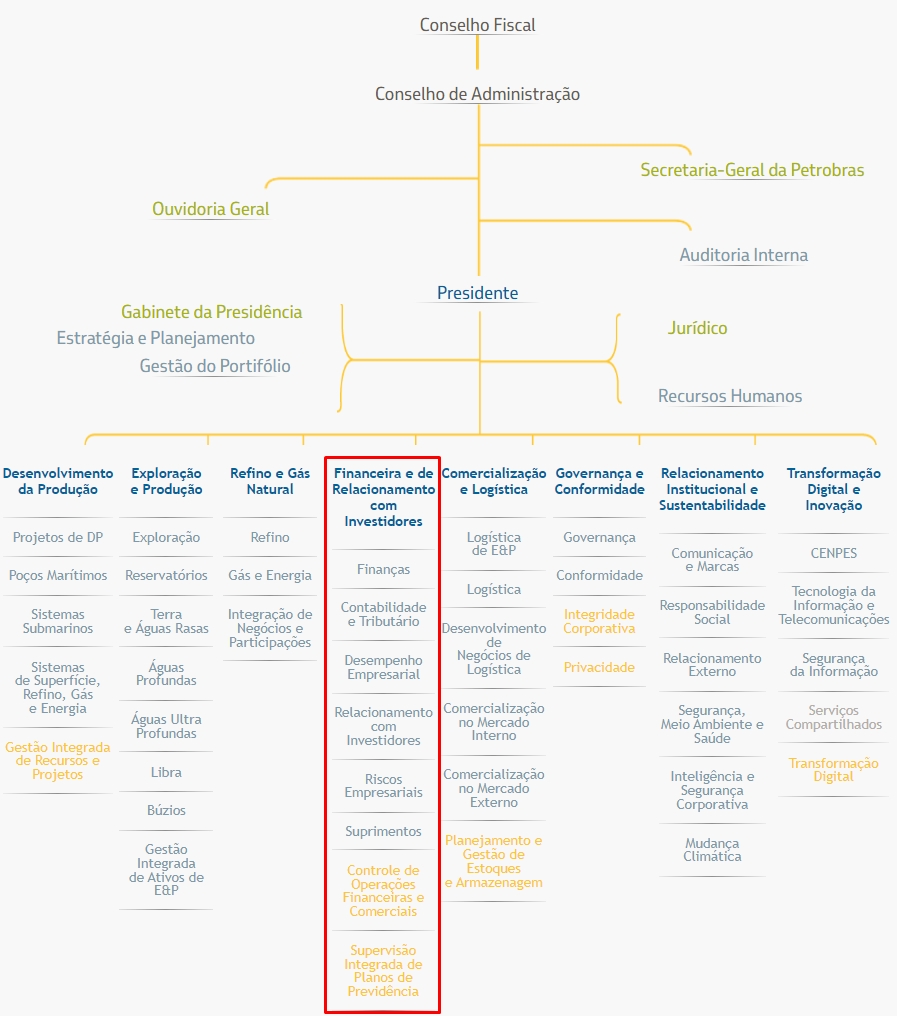 Conselho Fiscal
Conselho de Administração
Secretaria-Geral da Petrobras
Ouvidoria Geral
Auditoria Interna
Presidente
Gabinete da Presidência
Estratégia e Planejamento
Gestão do Portifólio
Jurídico
Recursos Humanos
Desenvolvimento
da Produção
Projetos de DP
Poços Marítimos
Sistemas
Submarinos
Sistemas
de Superfície,
Refino, Gás
e Energia
Gestão Integrada
de Recursos e
Projetos
Exploração
e Produção
Exploração
Reservatórios
Terra
e Águas Rasas
Águas
Profundas
Águas Ultra
Profundas
Libra
Búzios
Gestão
Integrada
de Ativos de
E&P
Refino e Gás
Natural
Refino
Gás e Energia
Integração de
Negócios e
Participações
Financeira e de
Relacionamento
com
Investidores
Finanças
Contabilidade
e Tributário
Desempenho
Empresarial
Relacionamento
com
Investidores
Riscos
Empresariais
Suprimentos
Controle de
Operações
Financeiras e
Comerciais
Supervisão
Integrada de
Planos de
Previdência
Comercialização
e Logística
Logística
de E&P
Logística
Desenvolvimento
de
Negócios de
Logística
Comercialização
no Mercado
Interno
Comercialização
no Mercado
Externo
Planejamento e
Gestão de
Estoques
e Armazenagem
Governança e
Conformidade
Governança
Conformidade
Integridade
Corporativa
Privacidade
Relacionamento
Institucional e
Sustentabilidade
Comunicação
e Marcas
Responsabilidade
Social
Relacionamento
Externo
Segurança,
Meio Ambiente e
Saúde
Inteligência e
Segurança
Corporativa
Mudança
Climática
Transformação
Digital e
Inovação
CENPES
Tecnologia da
Informação e
Telecomunicações
Segurança
da Informação
Serviços
Compartilhados
Transformação
Digital